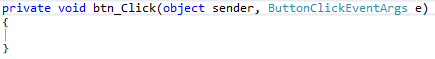 private void btn_Click(object sender, ButtonClickEventArgs e)
{
}